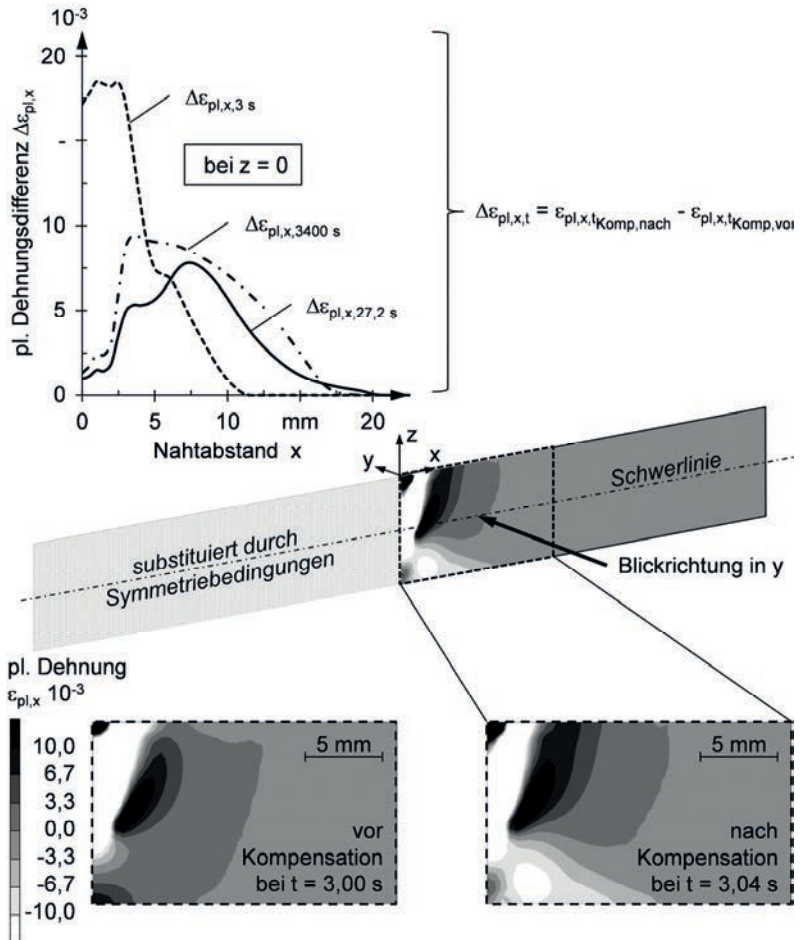 10-3
20
-
10
5
0
pl. Dehnungsdifferenz Δεpl,x
Δεpl,x,3 s
bei z = 0
Δεpl,x,3400 s
Δεpl,x,27,2 s
Δεpl,x,t = εpl,x,tKomp,nach - εpl,x,tKomp,vor
0 5 10 mm 20
Nahtabstand x
z
y x
Schwerlinie
substituiert durch
Symmetriebedingungen
Blickrichtung in y
pl. Dehnung
εpl,x 10-3
10,0
6,7
3,3
0,0
-3,3
-6,7
-10,0
5 mm
vor
Kompensation
bei t = 3,00 s
5 mm
nach
Kompensation
bei t = 3,04 s